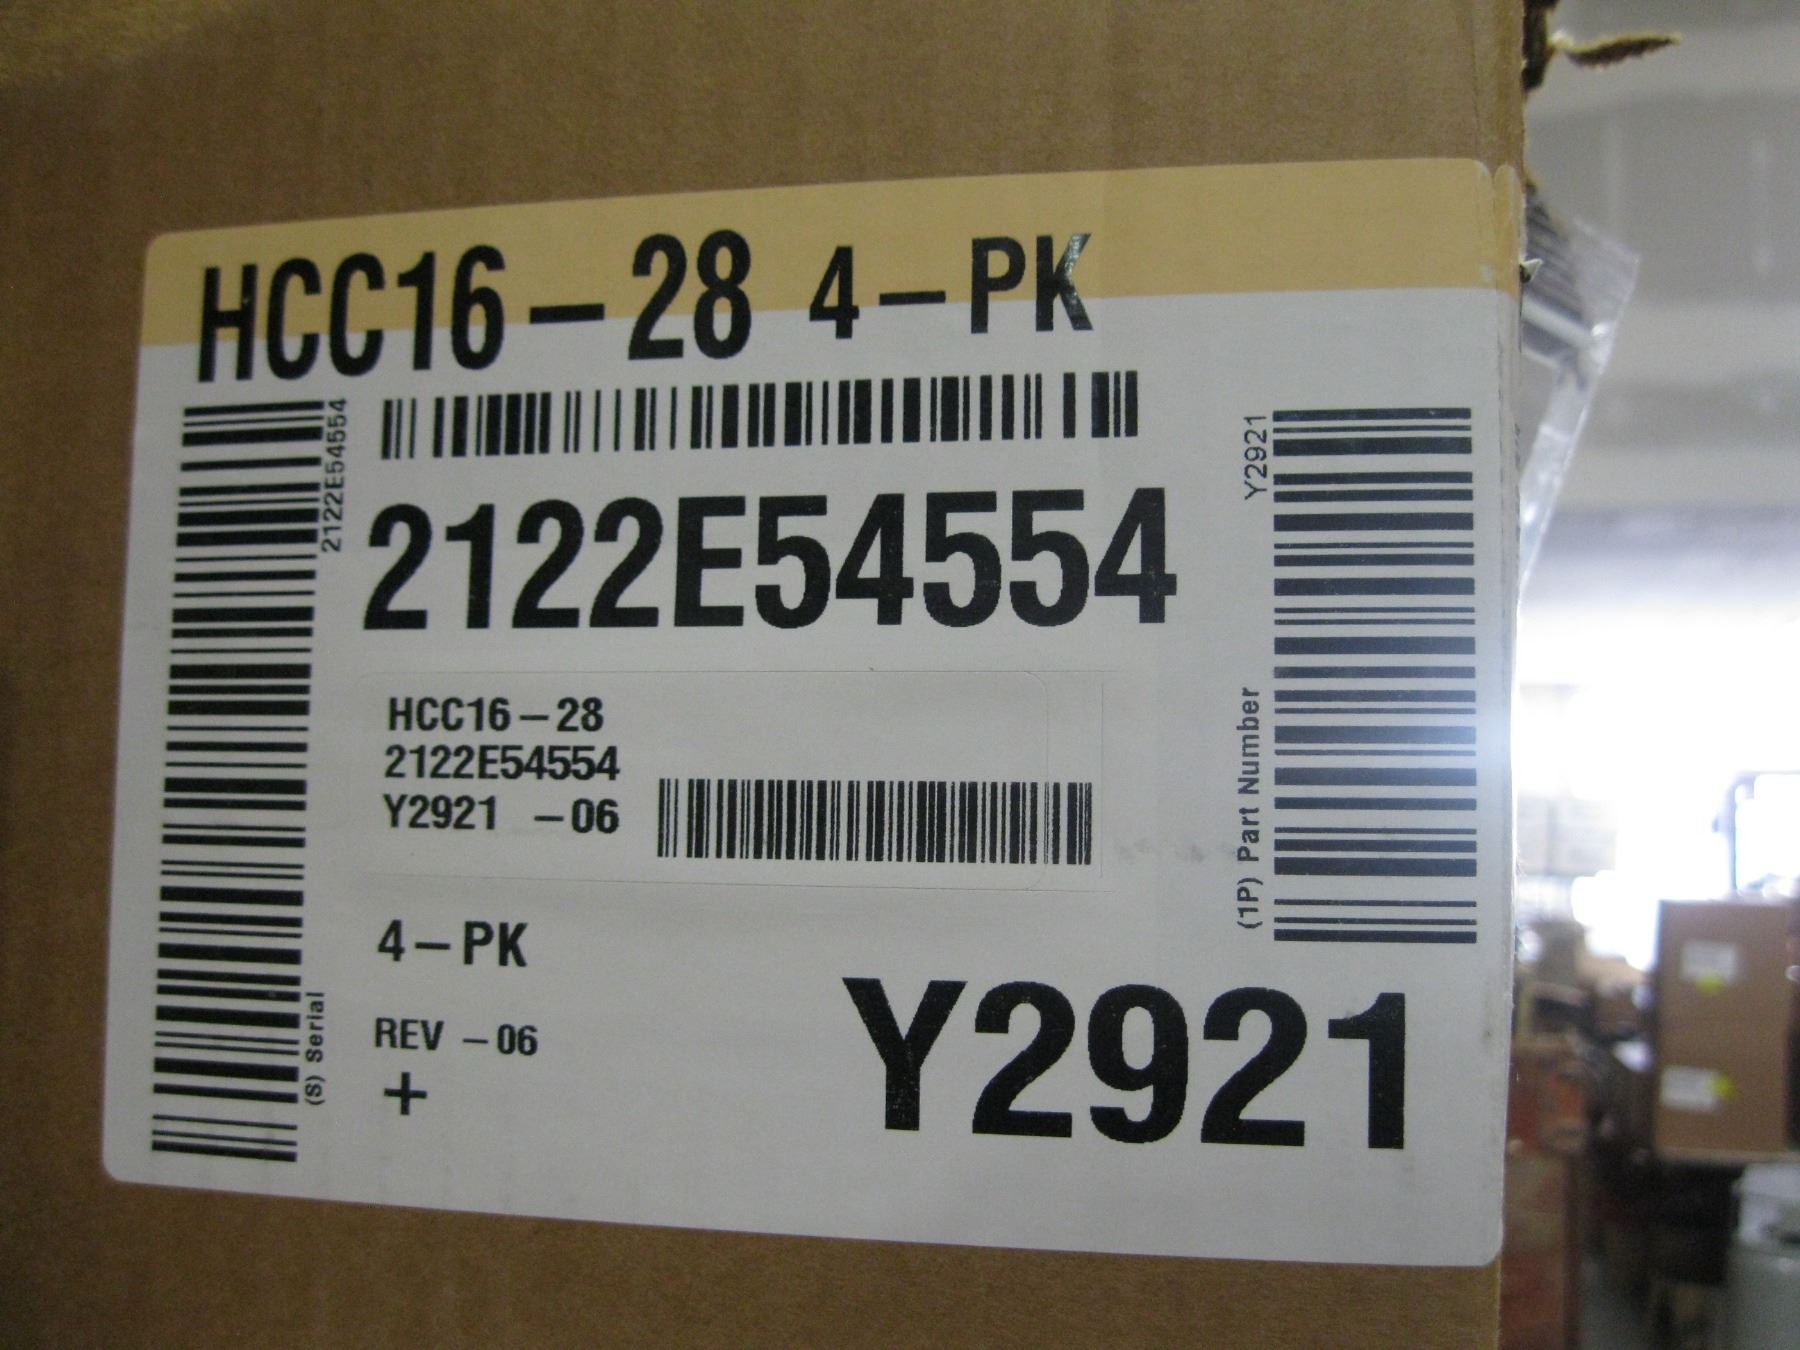 HCC16-28 4-PK
2122E54554
(S) Serial
2122E54554
HCC16-28
2122E54554
Y2921 -06
4-PK
REV -06
+
Y2921
(1P) Part Number
Y2921